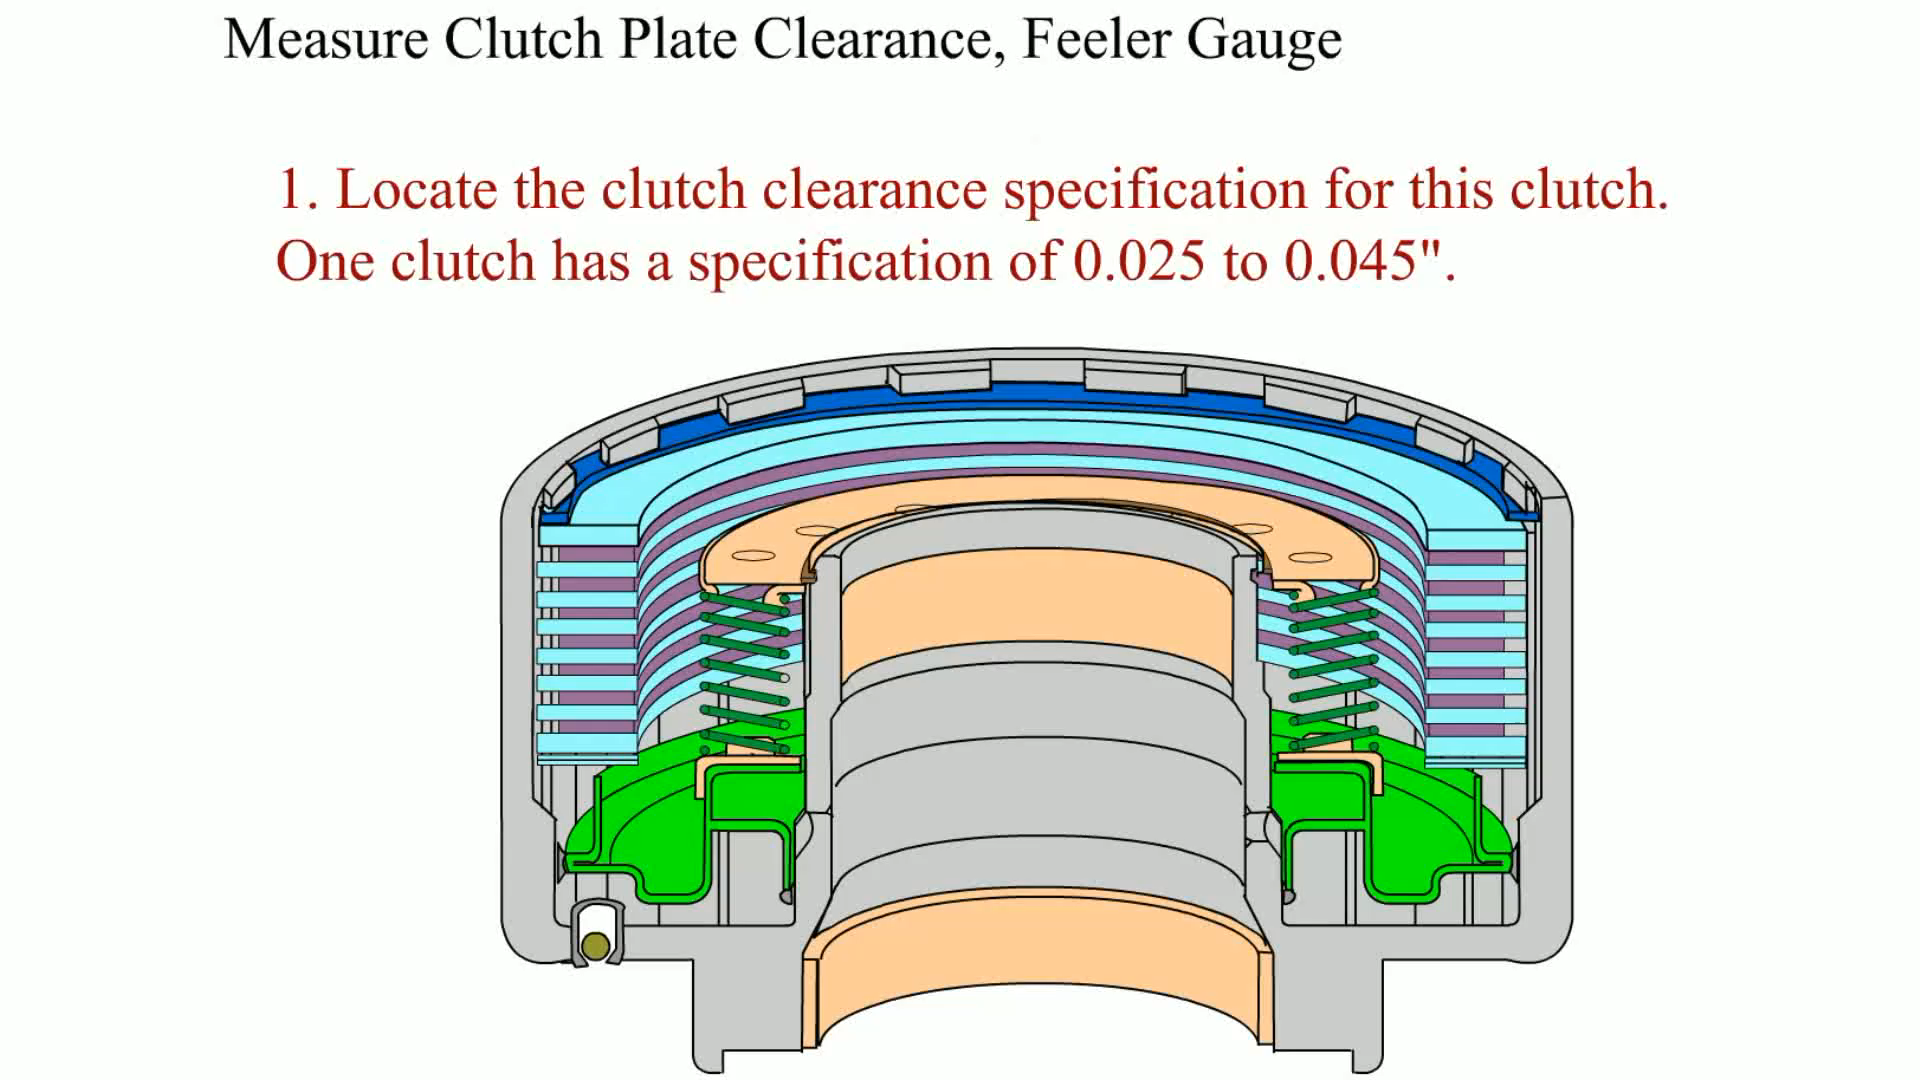 Measure Clutch Plate Clearance, Feeler Gauge
1. Locate the clutch clearance specification for this clutch.
One clutch has a specification of 0.025 to 0.045".